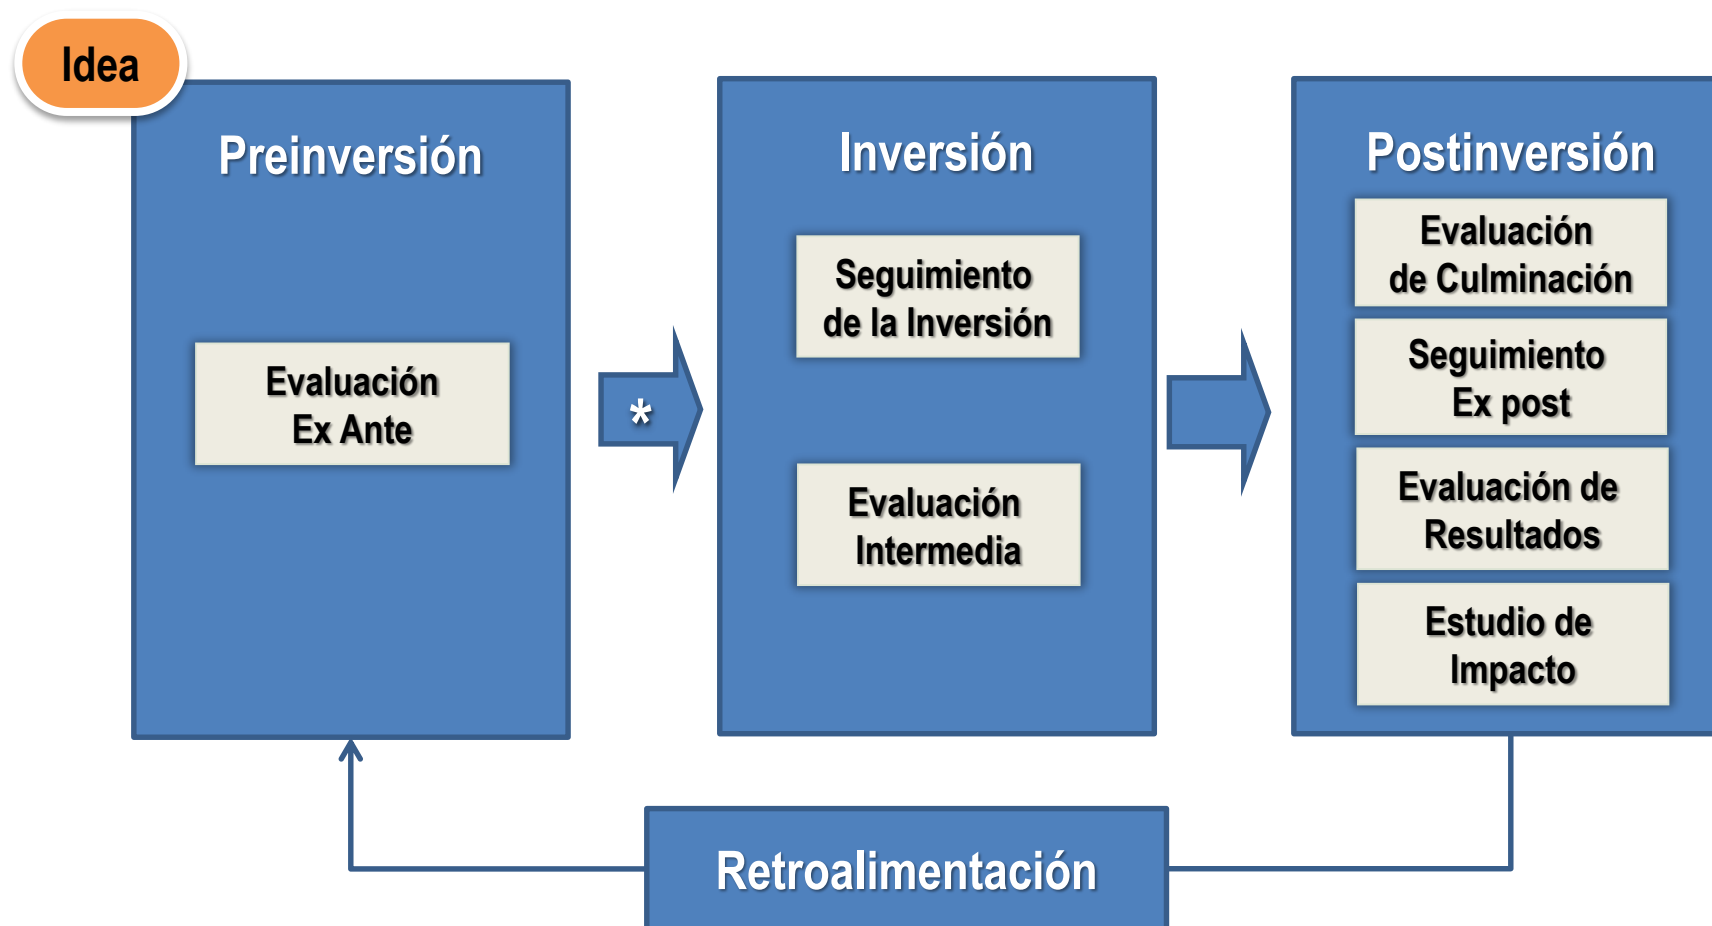 Idea
Preinversión
Evaluación
Ex Ante
*
Inversión
Seguimiento
de la Inversión
Evaluación
Intermedia
Postinversión
Evaluación
de Culminación
Seguimiento
Ex post
Evaluación de
Resultados
Estudio de
Impacto
Retroalimentación